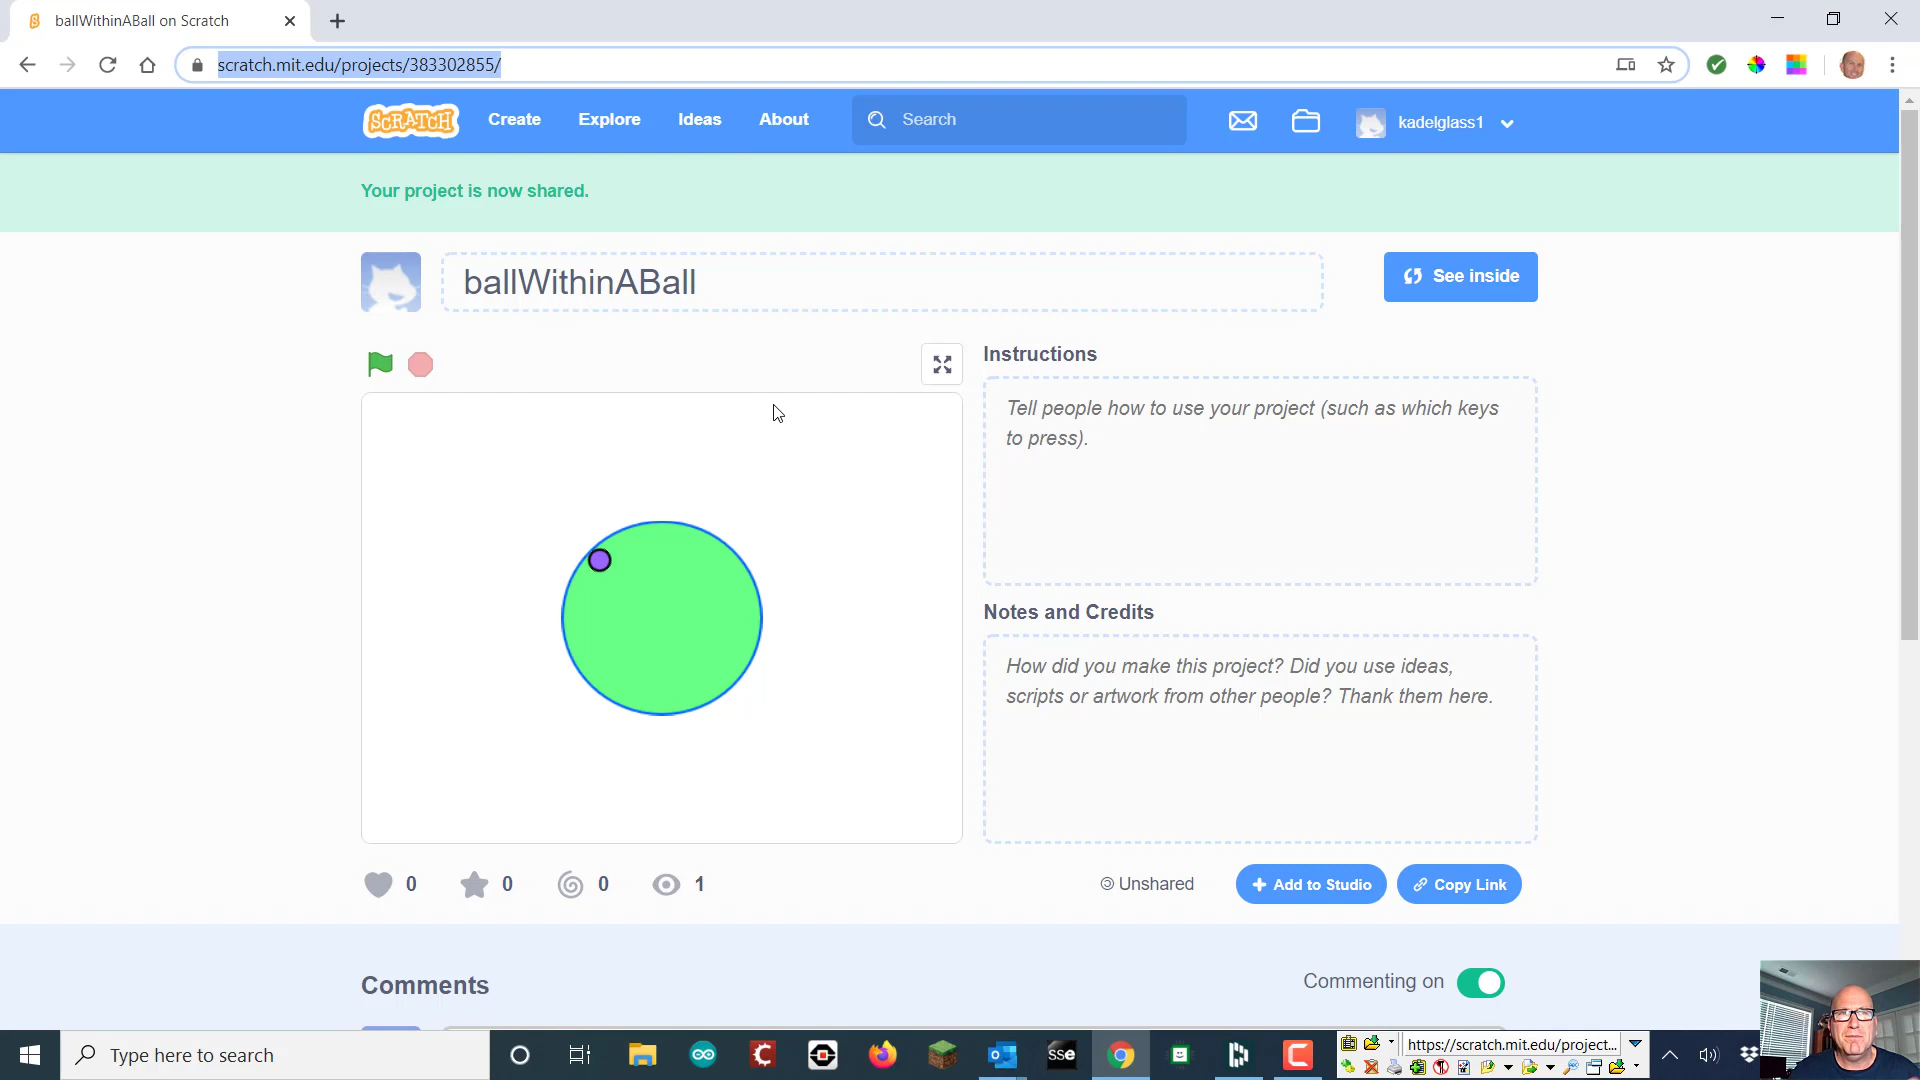 ballWithinABall on Scratch
scratch.mit.edu/projects/383302855/
SCRATCH
Create
Explore
Ideas
About
Search
kadelglass1
Your project is now shared.
ballWithinABall
See inside
Instructions
Tell people how to use your project (such as which keys
to press).
Notes and Credits
How did you make this project? Did you use ideas,
scripts or artwork from other people? Thank them here.
0
0
0
1
Unshared
Add to Studio
Copy Link
Comments
Commenting on
Type here to search
SSe
https://scratch.mit.edu/project...